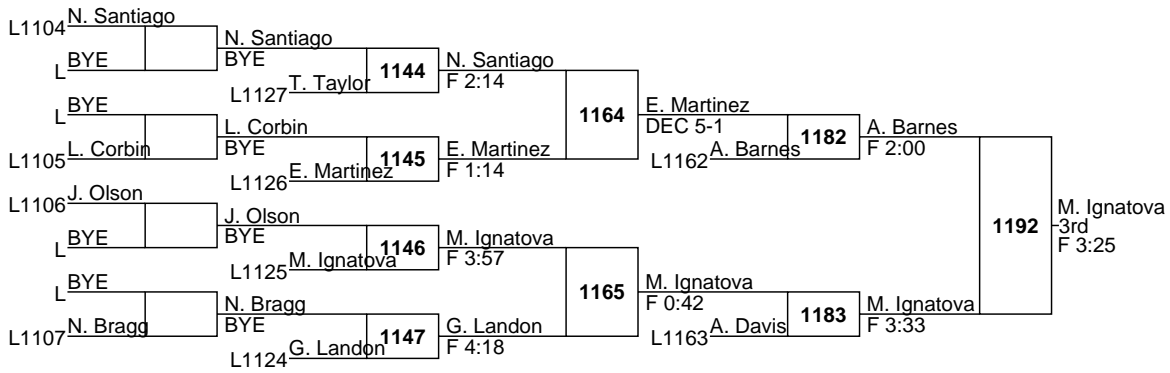 L1104 N. Santiago
L BYE
N. Santiago
BYE
L1127 T. Taylor
1144
N. Santiago
F 2:14
L BYE
L1105 L. Corbin
L. Corbin
BYE
L1126 E. Martinez
1145
E. Martinez
F 1:14
1164
E. Martinez
DEC 5-1
L1162 A. Barnes
1182
A. Barnes
F 2:00
L1106 J. Olson
L BYE
J. Olson
BYE
L1125 M. Ignatova
1146
M. Ignatova
F 3:57
L BYE
L1107 N. Bragg
N. Bragg
BYE
L1124 G. Landon
1147
G. Landon
F 4:18
1165
M. Ignatova
F 0:42
L1163 A. Davis
1183
M. Ignatova
F 3:33
1192
M. Ignatova
3rd
F 3:25